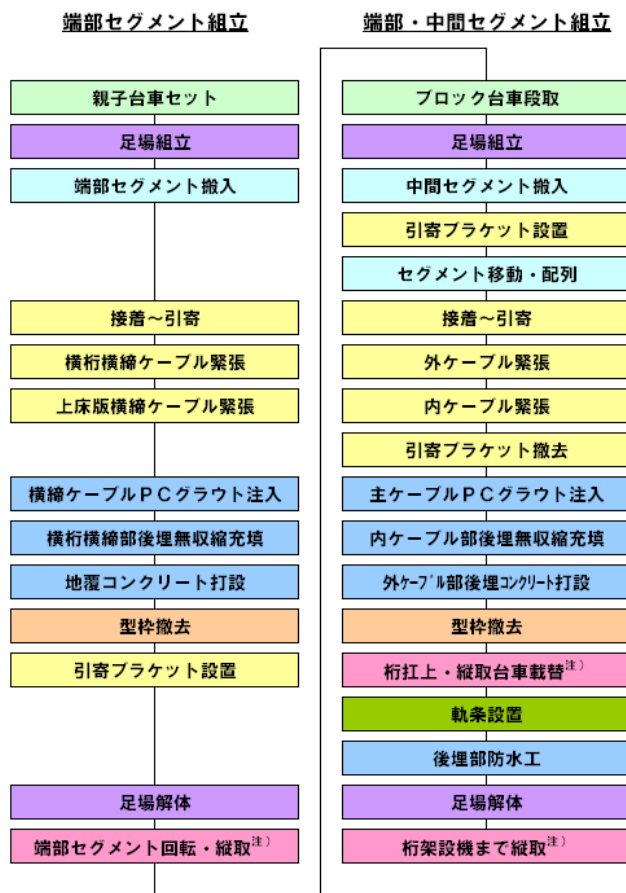 端部セグメント組立
親子台車セット
足場組立
端部セグメント搬入
接着～引寄
横桁横締ケーブル緊張
上床版横締ケーブル緊張
横締ケーブルPCグラウト注入
横桁横締部後埋無収縮充填
地覆コンクリート打設
型枠撤去
引寄ブラケット設置
足場解体
端部セグメント回転・縦取注）
端部・中間セグメント組立
ブロック台車段取
足場組立
中間セグメント搬入
引寄ブラケット設置
セグメント移動・配列
接着～引寄
外ケーブル緊張
内ケーブル緊張
引寄ブラケット撤去
主ケーブルPCグラウト注入
内ケーブル部後埋無収縮充填
外ｹｰﾌﾞﾙ部後埋ｺﾝｸﾘｰﾄ打設
型枠撤去
桁扛上・縦取台車載替注）
軌条設置
後埋部防水工
足場解体
桁架設機まで縦取注）